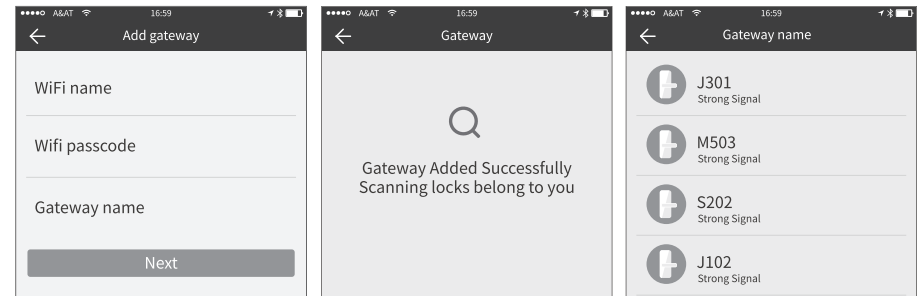 A&AT
16:59
Add gateway
WiFi name
Wifi passcode
Gateway name
Next
A&AT
16:59
Gateway
Gateway Added Successfully
Scanning locks belong to you
A&AT
16:59
Gateway name
J301
Strong Signal
M503
Strong Signal
S202
Strong Signal
J102
Strong Signal